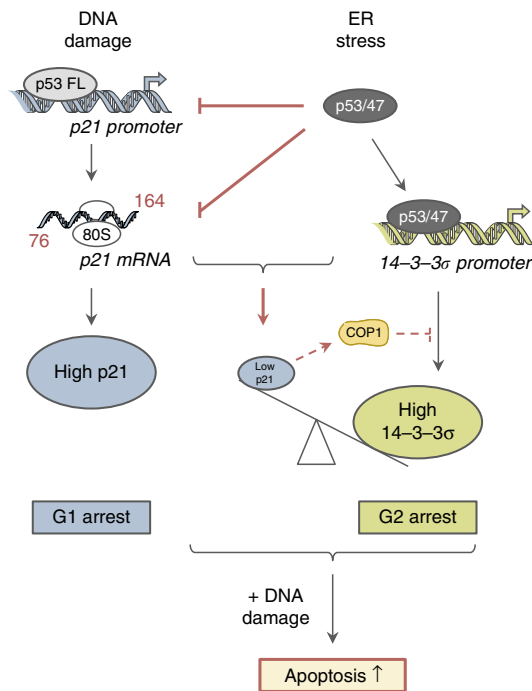 DNA
damage
ER
stress
p53 FL
p21 promoter
p53/47
164
76
80S
p21 mRNA
p53/47
14–3–3σ promoter
High p21
Low
p21
COP1
High
14–3–3σ
G1 arrest
G2 arrest
+ DNA
damage
Apoptosis ↑